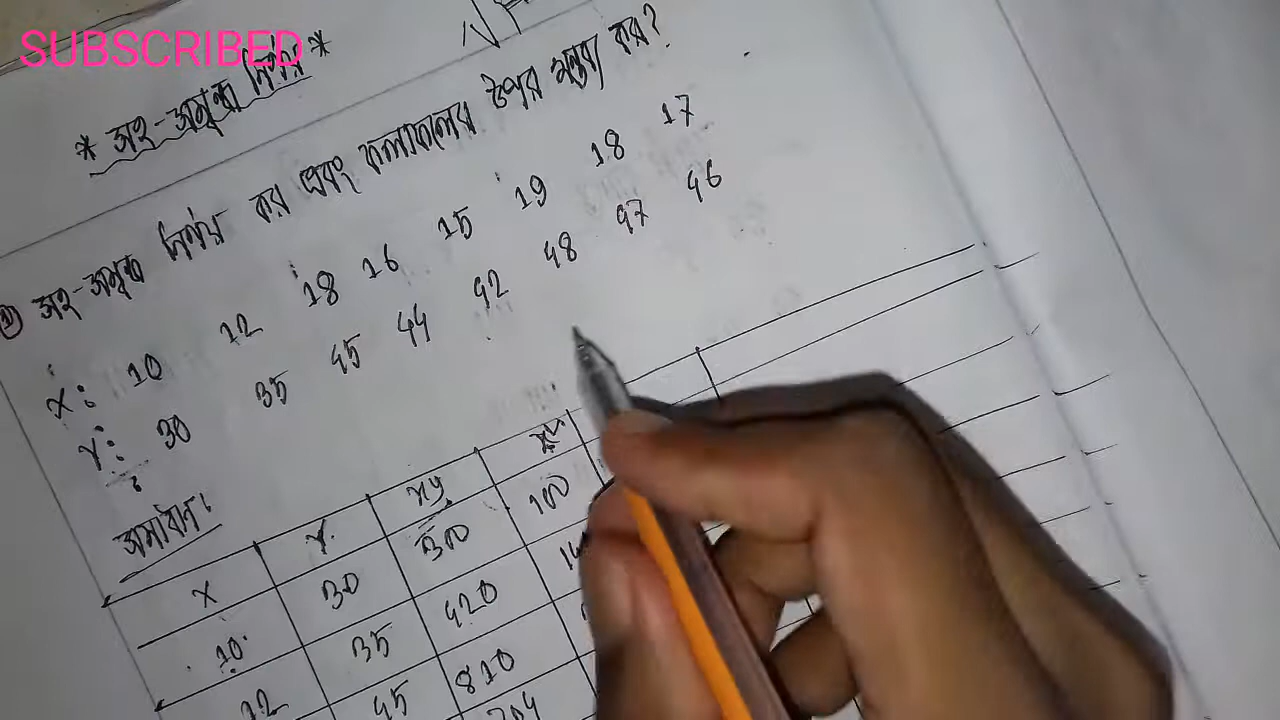 SUBSCRIBED
* সহ-সম্বন্ধ নির্ণয় *
① সহ-সম্বন্ধ নির্ণয় কর এবং ফলাফলের উপর মন্তব্য কর?
X: 10 12 18 16 15 19 18 17
Y: 30 35 45 44 42 48 47 46
সমাধান:
X Y xy x²
10 30 300 100
12 35 420
45 810
704